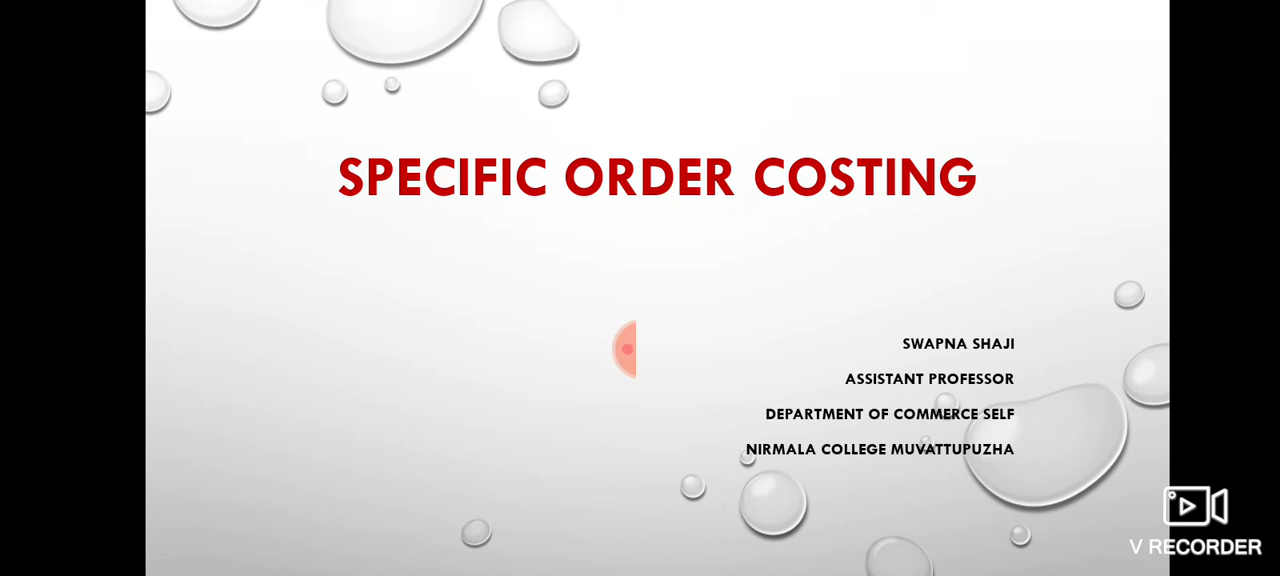 SPECIFIC ORDER COSTING
SWAPNA SHAJI
ASSISTANT PROFESSOR
DEPARTMENT OF COMMERCE SELF
NIRMALA COLLEGE MUVATTUPUZHA
V RECORDER